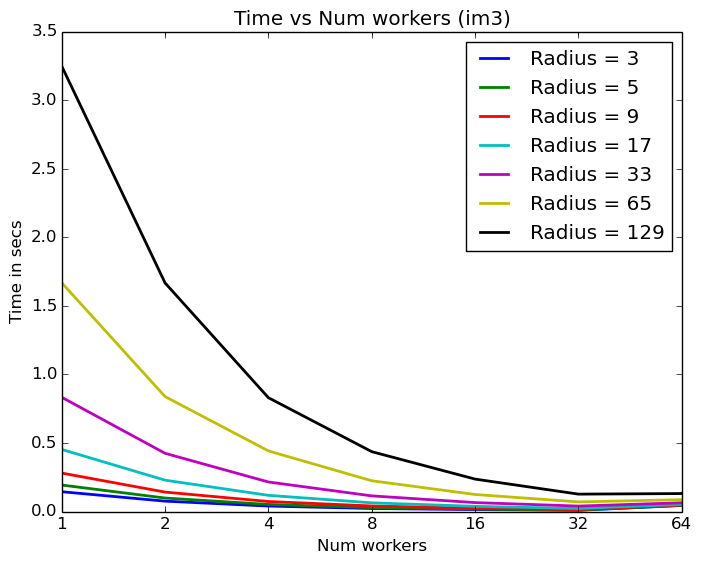 Time vs Num workers (im3)
3.5
3.0
2.5
2.0
1.5
1.0
0.5
0.0
Time in secs
Radius = 3
Radius = 5
Radius = 9
Radius = 17
Radius = 33
Radius = 65
Radius = 129
1 2 4 8 16 32 64
Num workers